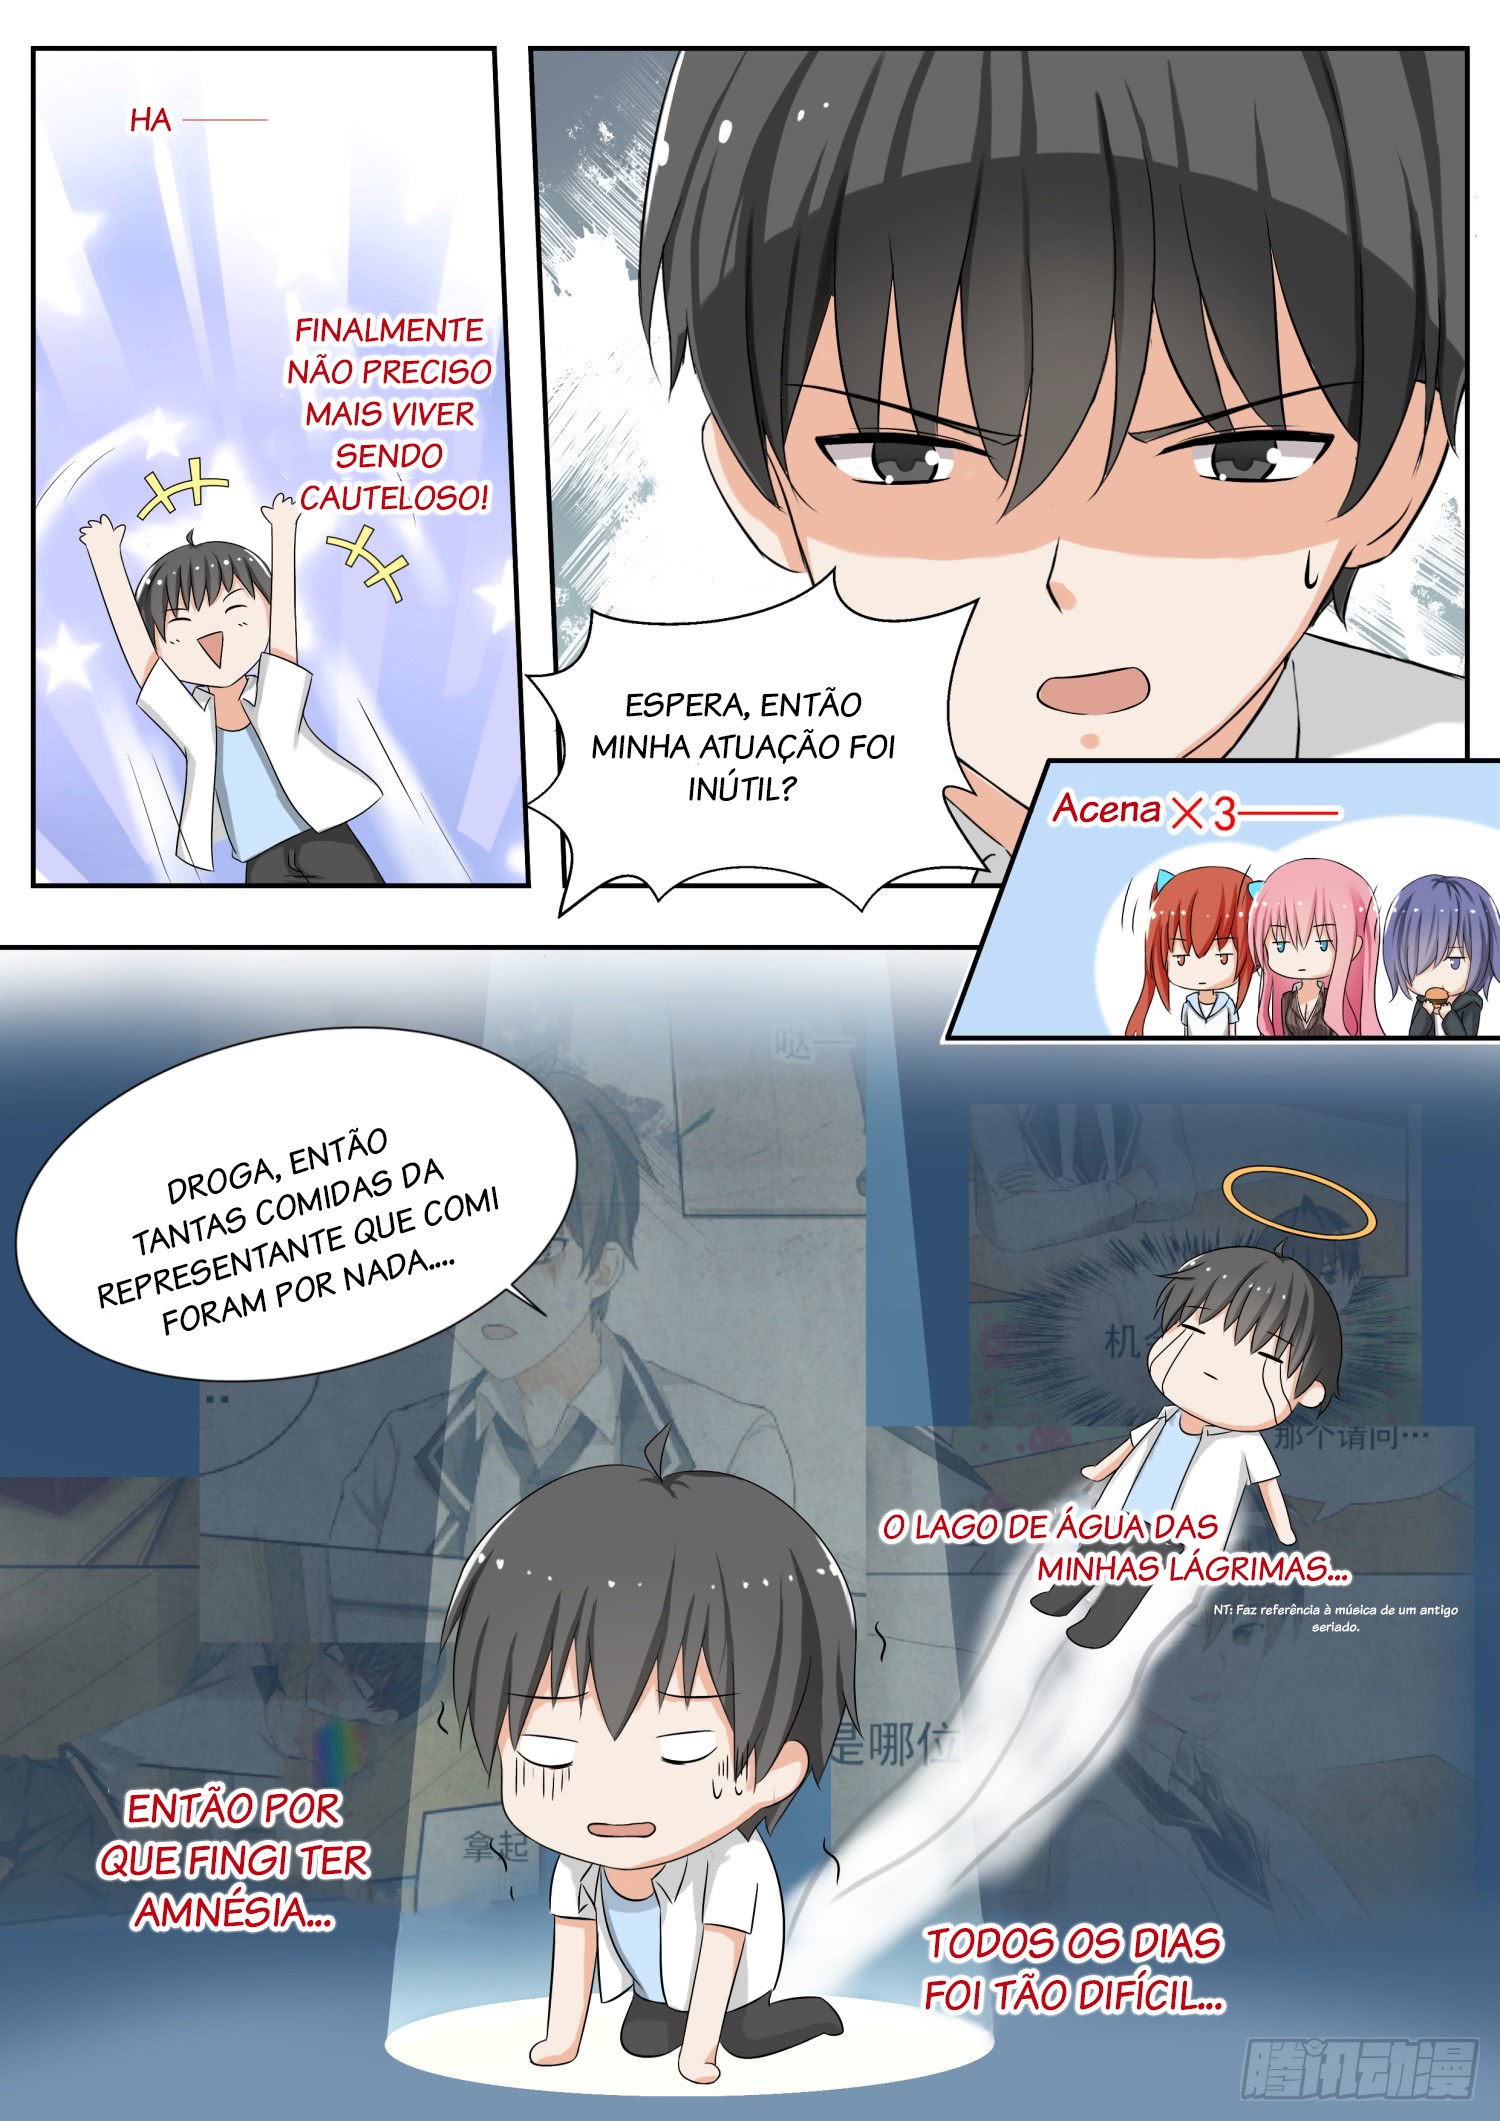 HA
FINALMENTE
NÃO PRECISO
MAIS VIVER
SENDO
CAUTELOSO!
ESPERA, ENTÃO
MINHA ATUAÇÃO FOI
INÚTIL?
Acena ×3
哒一
DROGA, ENTÃO
TANTAS COMIDAS DA
REPRESENTANTE QUE COMI
FORAM POR NADA....
那个请问…
O LAGO DE ÁGUA DAS
MINHAS LÁGRIMAS...
NT: Faz referência à música de um antigo
seriado.
是哪位
拿起
ENTÃO POR
QUE FINGI TER
AMNÉSIA...
TODOS OS DIAS
FOI TÃO DIFÍCIL...
腾讯动漫